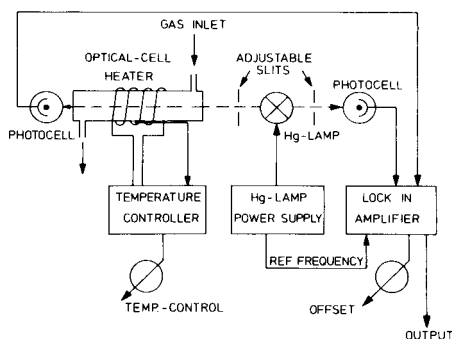 GAS INLET
OPTICAL-CELL
HEATER
ADJUSTABLE
SLITS
PHOTOCELL
PHOTOCELL
Hg-LAMP
TEMPERATURE
CONTROLLER
Hg-LAMP
POWER SUPPLY
LOCK IN
AMPLIFIER
REF FREQUENCY
TEMP.-CONTROL
OFFSET
OUTPUT